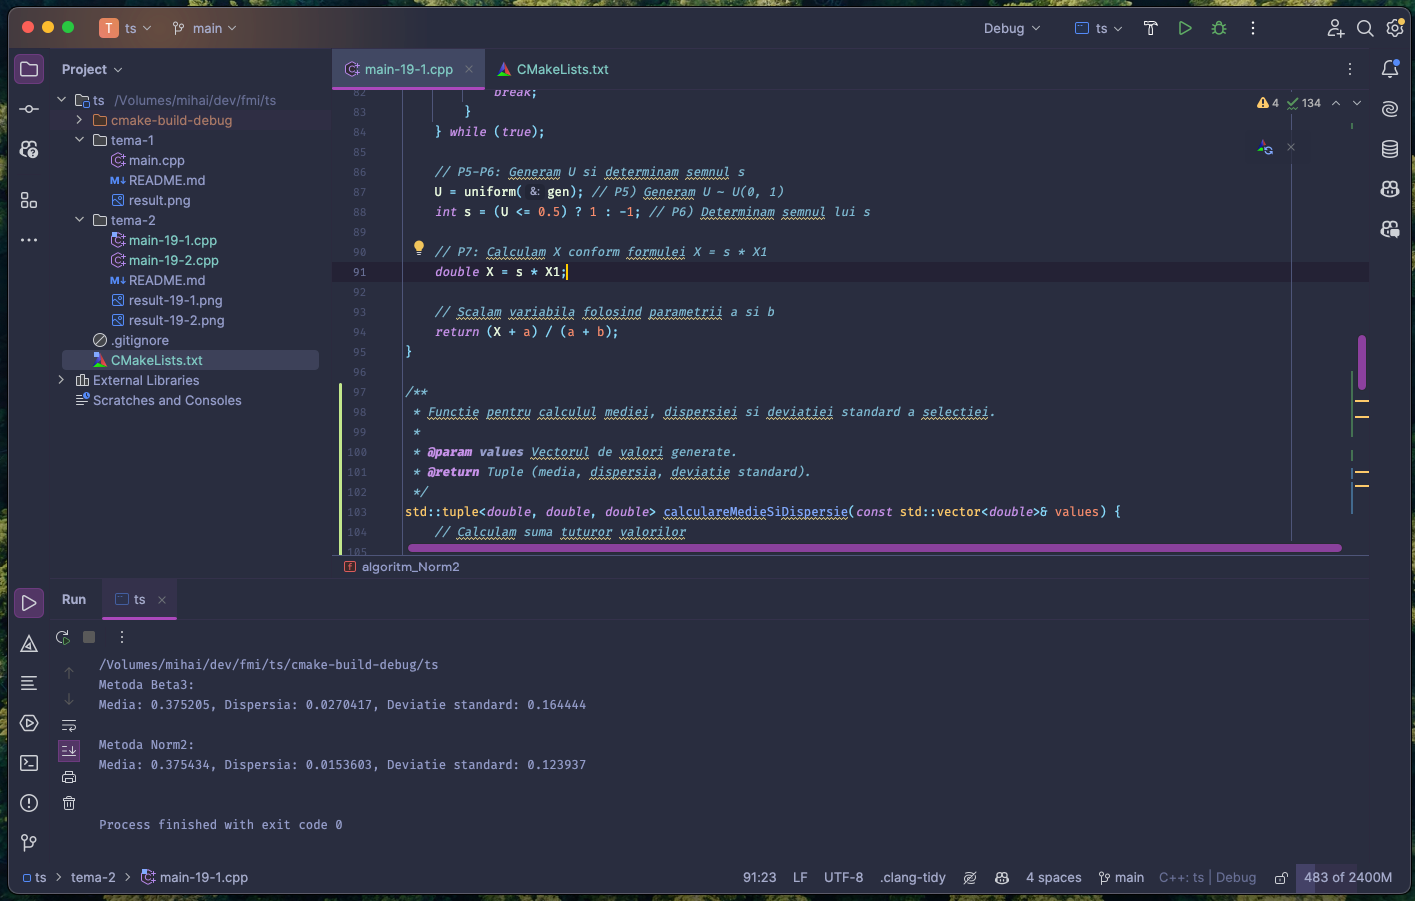 T ts main Debug ts
Project
main-19-1.cpp
CMakeLists.txt
ts /Volumes/mihai/dev/fmi/ts
cmake-build-debug
tema-1
main.cpp
M↓ README.md
result.png
tema-2
main-19-1.cpp
main-19-2.cpp
M↓ README.md
result-19-1.png
result-19-2.png
.gitignore
CMakeLists.txt
External Libraries
Scratches and Consoles
4 134
82 break;
83 }
84 } while (true);
85
86 // P5-P6: Generam U si determinam semnul s
87 U = uniform( &: gen); // P5) Generam U ~ U(0, 1)
88 int s = (U <= 0.5) ? 1 : -1; // P6) Determinam semnul lui s
89
90 // P7: Calculam X conform formulei X = s * X1
91 double X = s * X1;
92
93 // Scalam variabila folosind parametrii a si b
94 return (X + a) / (a + b);
95 }
96
97 /**
98 * Functie pentru calculul mediei, dispersiei si deviatiei standard a selectiei.
99 *
100 * @param values Vectorul de valori generate.
101 * @return Tuple (media, dispersia, deviatie standard).
102 */
103 std::tuple<double, double, double> calculareMedieSiDispersie(const std::vector<double>& values) {
104 // Calculam suma tuturor valorilor
105
f algoritm_Norm2
Run ts
/Volumes/mihai/dev/fmi/ts/cmake-build-debug/ts
Metoda Beta3:
Media: 0.375205, Dispersia: 0.0270417, Deviatie standard: 0.164444
Metoda Norm2:
Media: 0.375434, Dispersia: 0.0153603, Deviatie standard: 0.123937
Process finished with exit code 0
ts > tema-2 > main-19-1.cpp 91:23 LF UTF-8 .clang-tidy 4 spaces main C++: ts | Debug 483 of 2400M